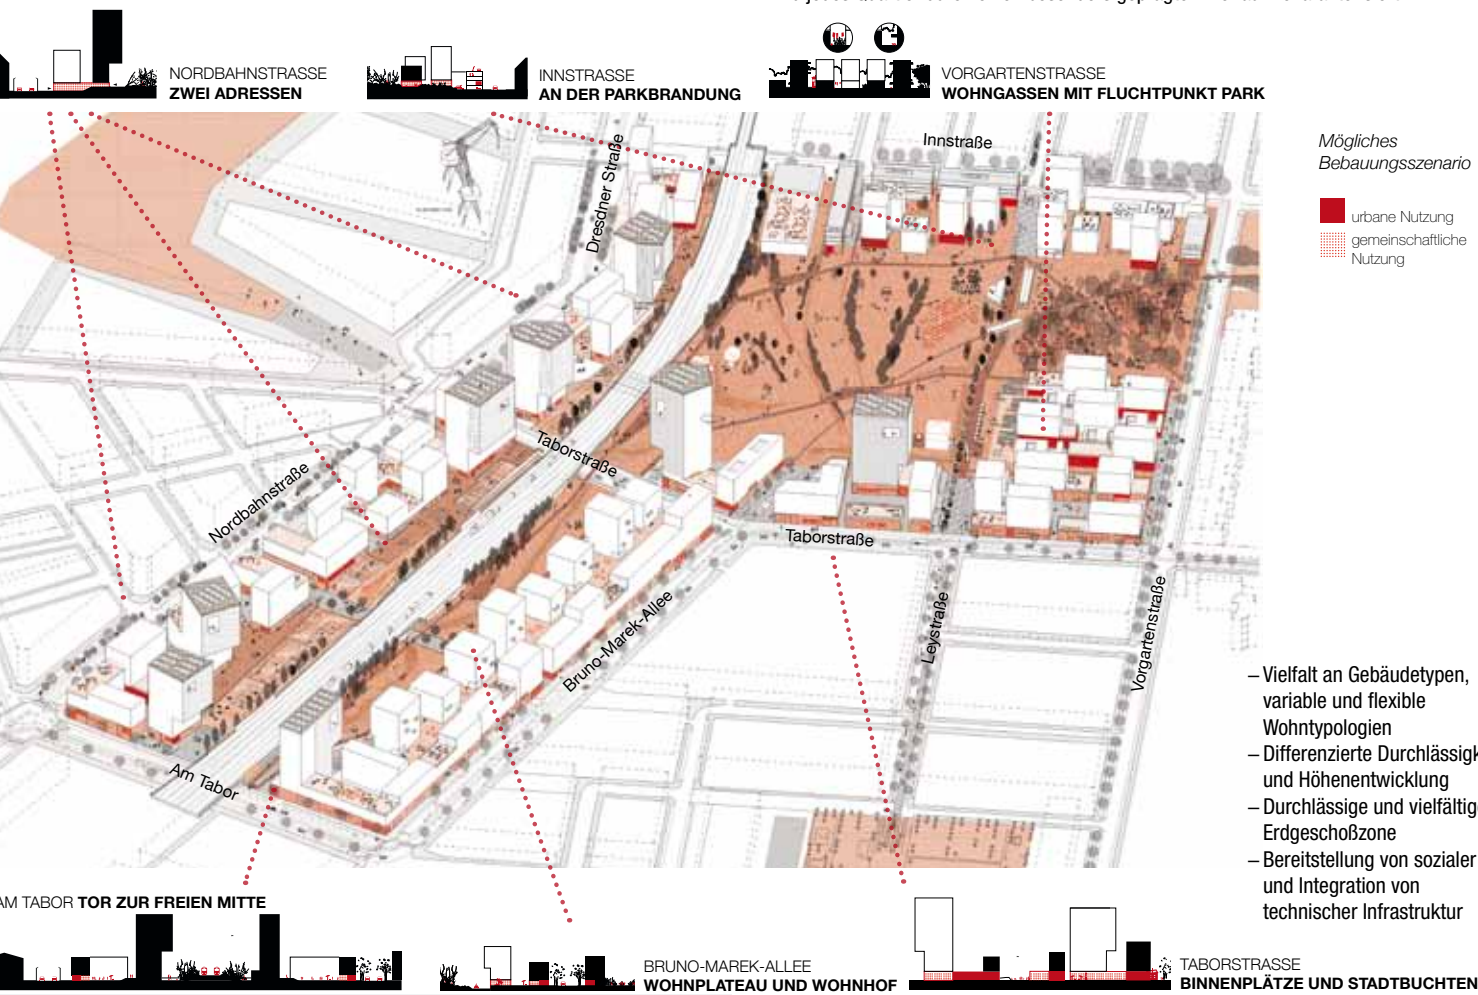 NORDBAHNSTRASSE
ZWEI ADRESSEN
INNSTRASSE
AN DER PARKBRANDUNG
VORGARTENSTRASSE
WOHNGASSEN MIT FLUCHTPUNKT PARK
Mögliches
Bebauungsszenario
urbane Nutzung
gemeinschaftliche
Nutzung
Innstraße
Dresdner Straße
Taborstraße
Nordbahnstraße
Taborstraße
Bruno-Marek-Allee
Leystraße
Vorgartenstraße
Am Tabor
– Vielfalt an Gebäudetypen,
variable und flexible
Wohntypologien
– Differenzierte Durchlässigk
und Höhenentwicklung
– Durchlässige und vielfältige
Erdgeschoßzone
– Bereitstellung von sozialer
und Integration von
technischer Infrastruktur
AM TABOR TOR ZUR FREIEN MITTE
BRUNO-MAREK-ALLEE
WOHNPLATEAU UND WOHNHOF
TABORSTRASSE
BINNENPLÄTZE UND STADTBUCHTEN